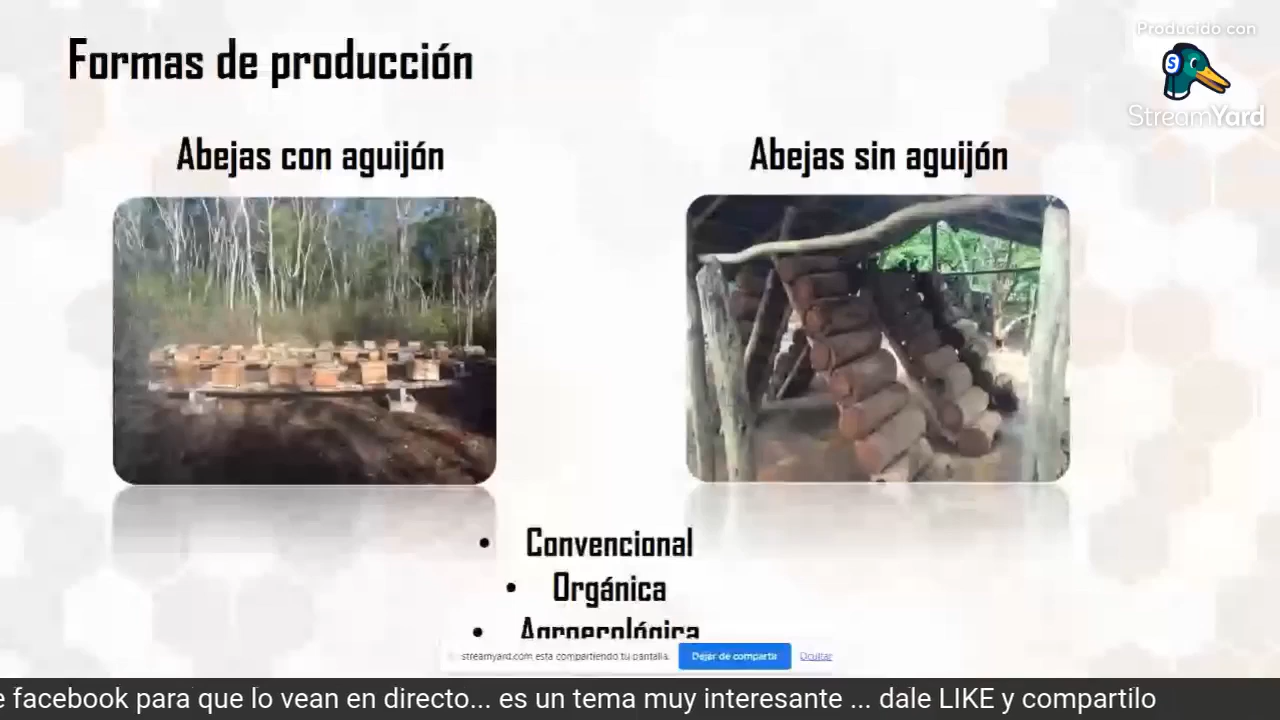 Producido con
StreamYard
Formas de producción
Abejas con aguijón
Abejas sin aguijón
• Convencional
• Orgánica
• Agroecológica
streamyard.com está compartiendo tu pantalla.
Dejar de compartir
Ocultar
e facebook para que lo vean en directo... es un tema muy interesante ... dale LIKE y compartilo